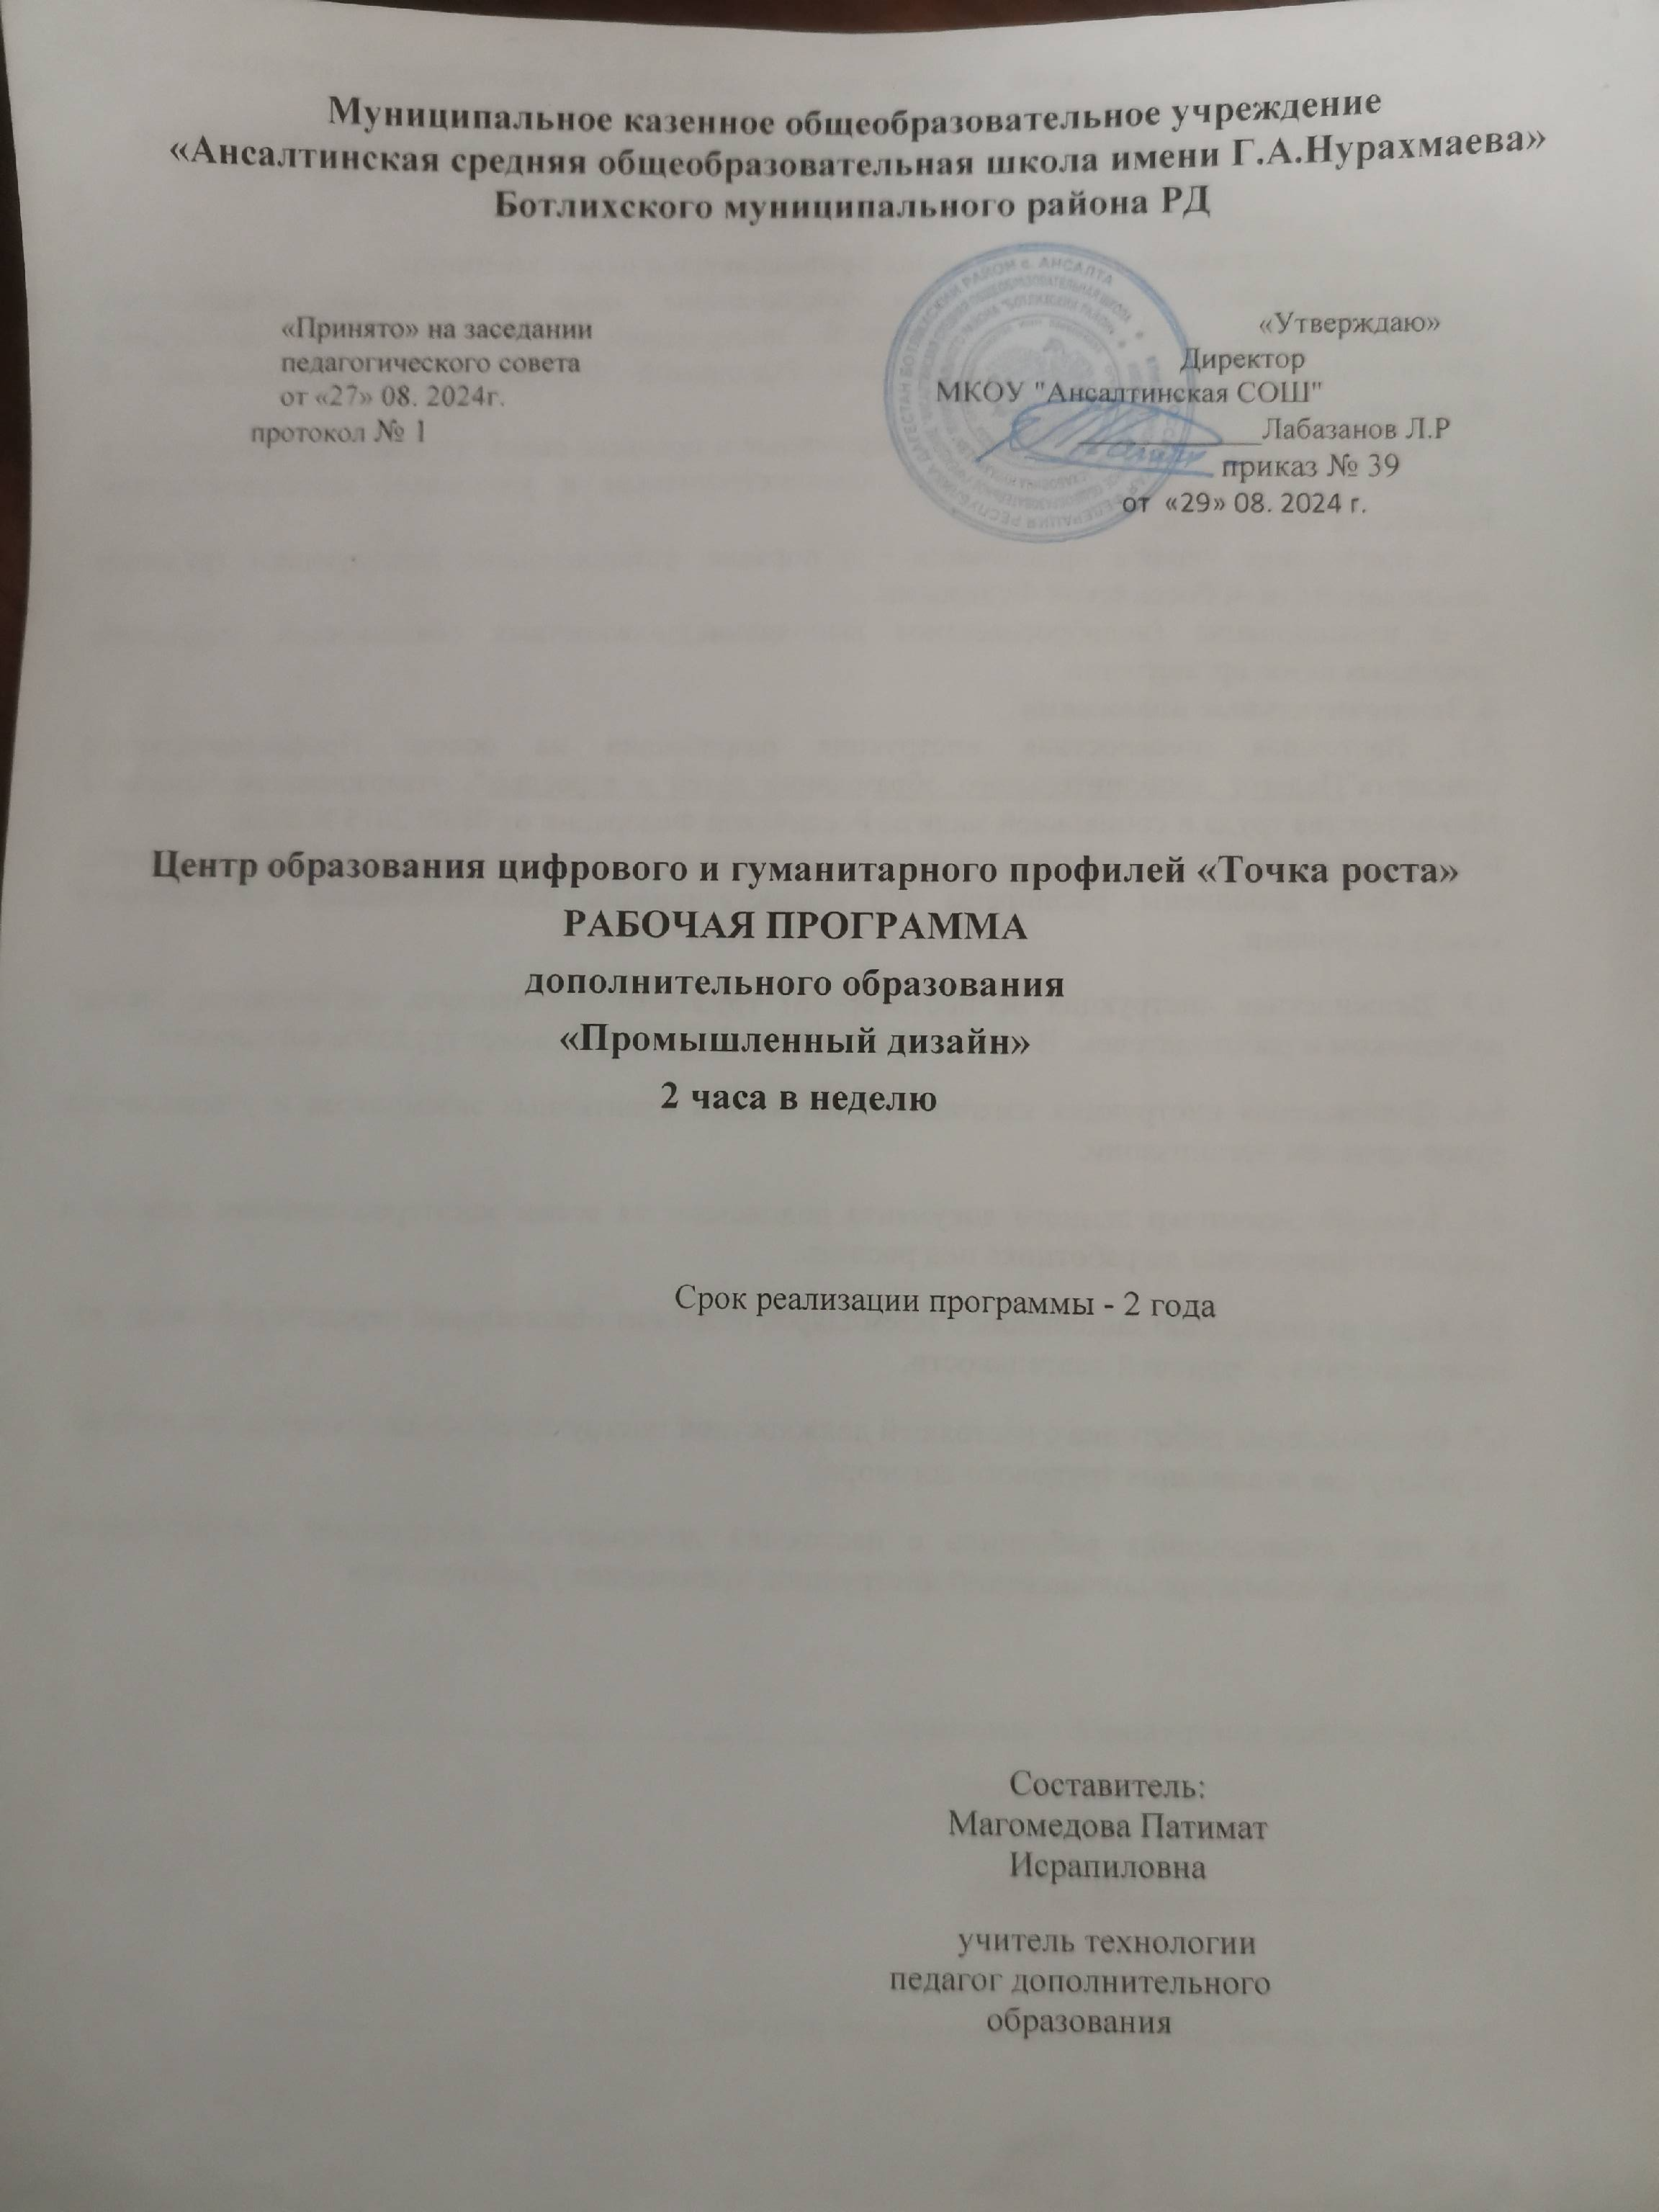 Муниципальное казенное общеобразовательное учреждение
«Ансалтинская средняя общеобразовательная школа имени Г.А.Нурахмаева»
Ботлихского муниципального района РД
«Принято» на заседании
педагогического совета
от «27» 08. 2024г.
протокол № 1
«Утверждаю»
Директор
МКОУ "Ансалтинская СОШ"
Лабазанов Л.Р
приказ № 39
от «29» 08. 2024 г.
Центр образования цифрового и гуманитарного профилей «Точка роста»
РАБОЧАЯ ПРОГРАММА
дополнительного образования
«Промышленный дизайн»
2 часа в неделю
Срок реализации программы - 2 года
Составитель:
Магомедова Патимат
Исрапиловна
учитель технологии
педагог дополнительного
образования